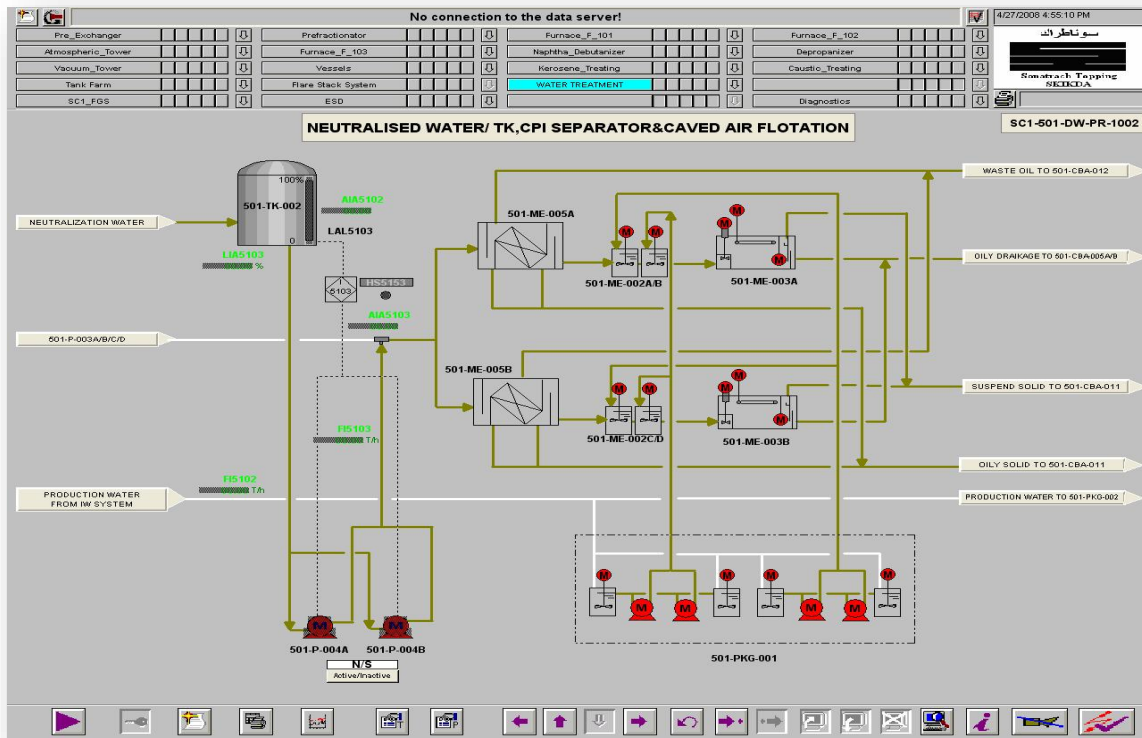 No connection to the data server!
4/27/2008 4:55:10 PM
Pre_Exchanger
Prefractionator
Furnace_F_101
Furnace_F_102
Atmospheric_Tower
Furnace_F_103
Naphtha_Debutanizer
Depropanizer
Vacuum_Tower
Vessels
Kerosene_Treating
Caustic_Treating
Tank Farm
Flare Stack System
WATER TREATMENT
SC1_FGS
ESD
Diagnostics
سوناطراك
Sonatrach Topping
SKIKDA
NEUTRALISED WATER/ TK,CPI SEPARATOR&CAVED AIR FLOTATION
SC1-501-DW-PR-1002
WASTE OIL TO 501-CBA-012
100%
501-TK-002
0
AIA5102
LAL5103
NEUTRALIZATION WATER
LIA5103
%
5103
HS5153
AIA5103
501-P-003A/B/C/D
501-ME-005A
M
M
M
M
501-ME-002A/B
501-ME-003A
OILY DRAIKAGE TO 501-CBA-005A/B
501-ME-005B
M
M
M
M
501-ME-002C/D
501-ME-003B
SUSPEND SOLID TO 501-CBA-011
FI5103
T/h
OILY SOLID TO 501-CBA-011
FI5102
T/h
PRODUCTION WATER
FROM IW SYSTEM
PRODUCTION WATER TO 501-PKG-002
M
M
M
M
M
M
M
M
501-PKG-001
M
M
501-P-004A
501-P-004B
N/S
Active/Inactive
T
P
i